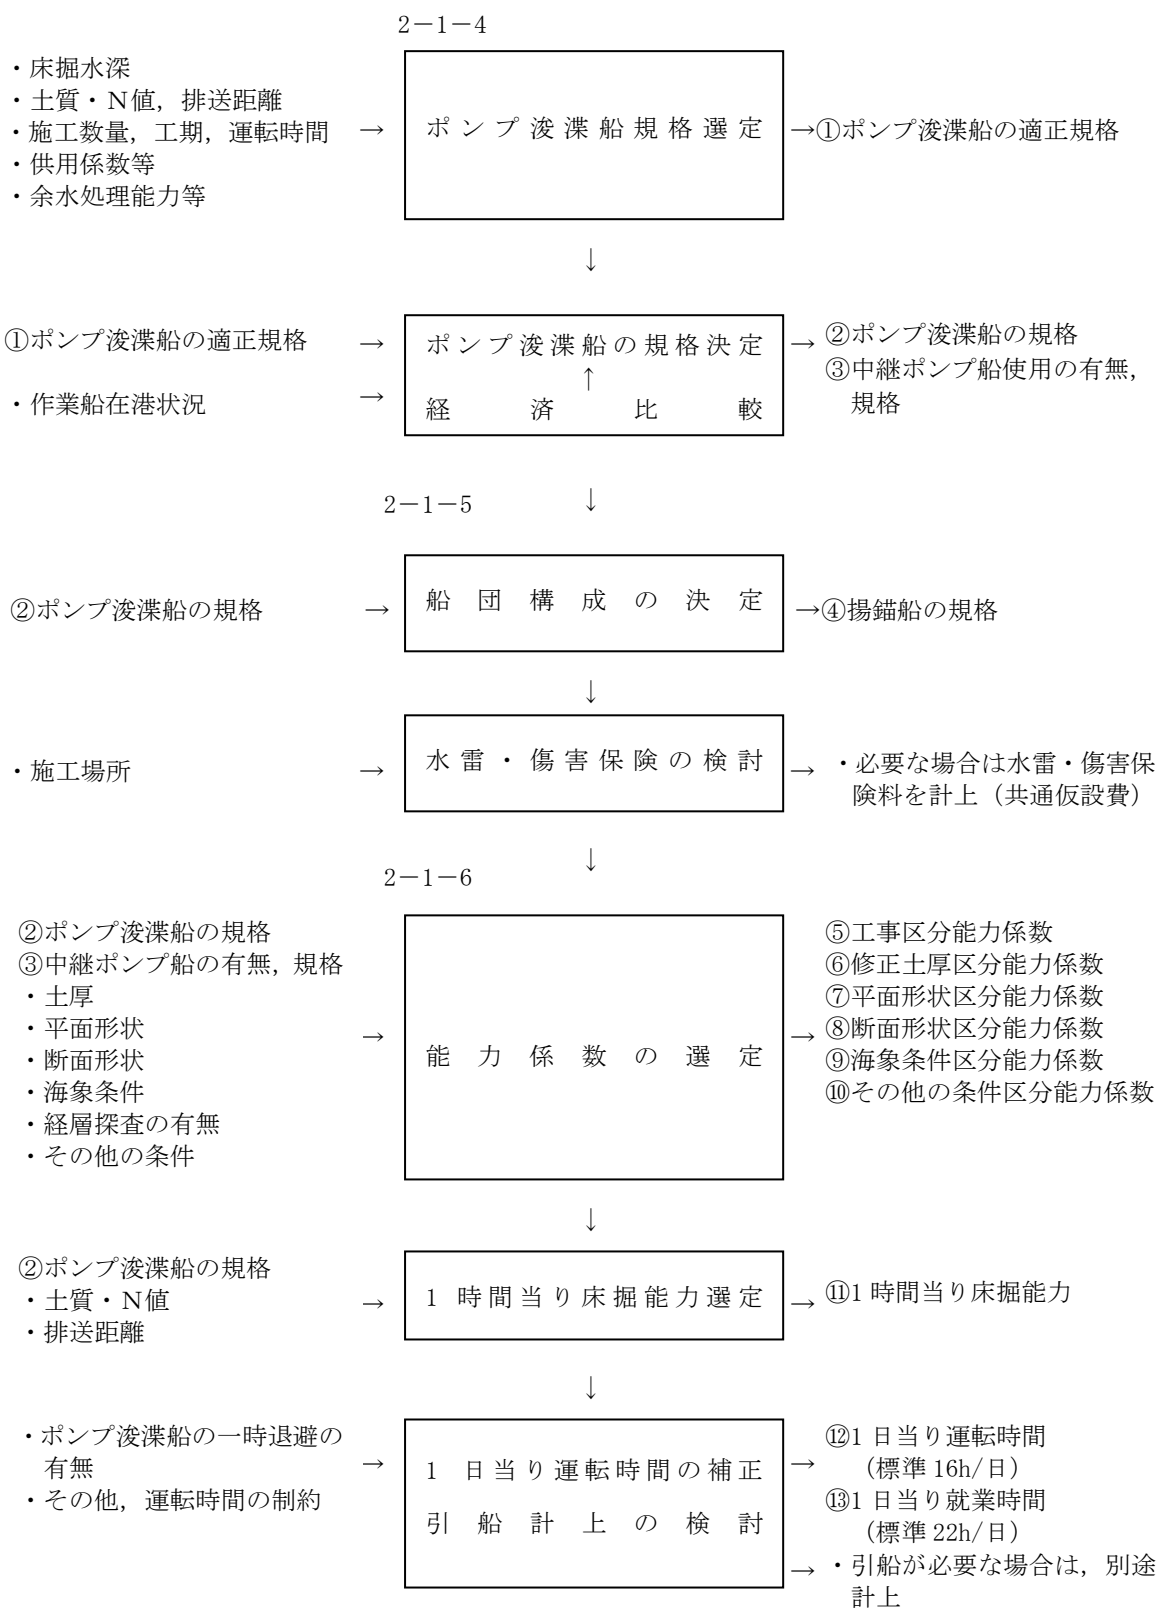 2－1－4
・床掘水深
・土質・Ｎ値，排送距離
・施工数量，工期，運転時間
・供用係数等
・余水処理能力等
→
ポンプ浚渫船規格選定
→①ポンプ浚渫船の適正規格
↓
①ポンプ浚渫船の適正規格
→
・作業船在港状況
→
ポンプ浚渫船の規格決定
↑
経済比較
→
②ポンプ浚渫船の規格
③中継ポンプ船使用の有無，
規格
↓
2－1－5
②ポンプ浚渫船の規格
→
船団構成の決定
→④揚錨船の規格
↓
・施工場所
→
水雷・傷害保険の検討
→
・必要な場合は水雷・傷害保
険料を計上（共通仮設費）
↓
2－1－6
②ポンプ浚渫船の規格
③中継ポンプ船の有無，規格
・土厚
・平面形状
・断面形状
・海象条件
・経層探査の有無
・その他の条件
→
能力係数の選定
→
⑤工事区分能力係数
⑥修正土厚区分能力係数
⑦平面形状区分能力係数
⑧断面形状区分能力係数
⑨海象条件区分能力係数
⑩その他の条件区分能力係数
↓
②ポンプ浚渫船の規格
・土質・Ｎ値
・排送距離
→
1 時間当り床掘能力選定
→
⑪1 時間当り床掘能力
↓
・ポンプ浚渫船の一時退避の
有無
・その他，運転時間の制約
→
1 日当り運転時間の補正
引船計上の検討
→
⑫1 日当り運転時間
（標準 16h/日）
⑬1 日当り就業時間
（標準 22h/日）
→
・引船が必要な場合は，別途
計上